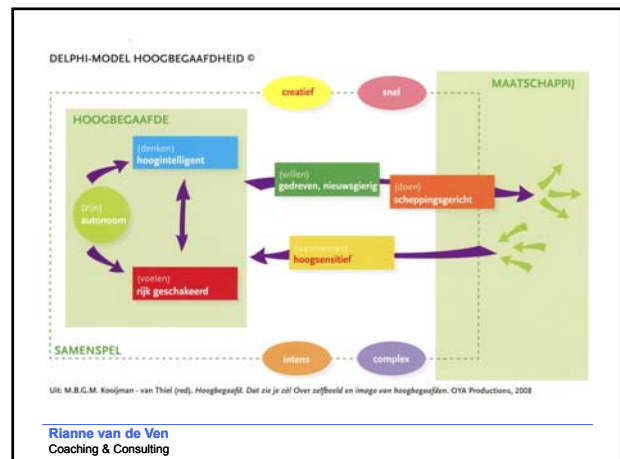 DELPHI-MODEL HOOGBEGAAFDHEID ©
creatief
snel
MAATSCHAPPIJ
HOOGBEGAAFDE
(denken)
hoogintelligent
(willen)
gedreven, nieuwsgierig
(doen)
scheppingsgericht
(zijn)
autonoom
(waarnemen)
hoogsensitief
(voelen)
rijk geschakeerd
SAMENSPEL
intens
complex
Uit: M.B.G.M. Kooijman - van Thiel (red). Hoogbegaafd. Dat zie je zó! Over zelfbeeld en imago van hoogbegaafden. OYA Productions, 2008
Rianne van de Ven
Coaching & Consulting